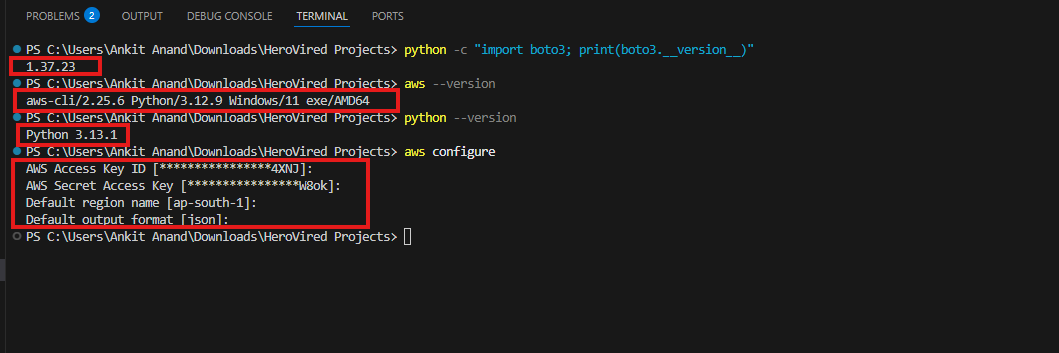 PROBLEMS 2 OUTPUT DEBUG CONSOLE TERMINAL PORTS
PS C:\Users\Ankit Anand\Downloads\HeroVired Projects> python -c "import boto3; print(boto3.__version__)"
1.37.23
PS C:\Users\Ankit Anand\Downloads\HeroVired Projects> aws --version
aws-cli/2.25.6 Python/3.12.9 Windows/11 exe/AMD64
PS C:\Users\Ankit Anand\Downloads\HeroVired Projects> python --version
Python 3.13.1
PS C:\Users\Ankit Anand\Downloads\HeroVired Projects> aws configure
AWS Access Key ID [****************4XNJ]:
AWS Secret Access Key [****************W8ok]:
Default region name [ap-south-1]:
Default output format [json]:
PS C:\Users\Ankit Anand\Downloads\HeroVired Projects>